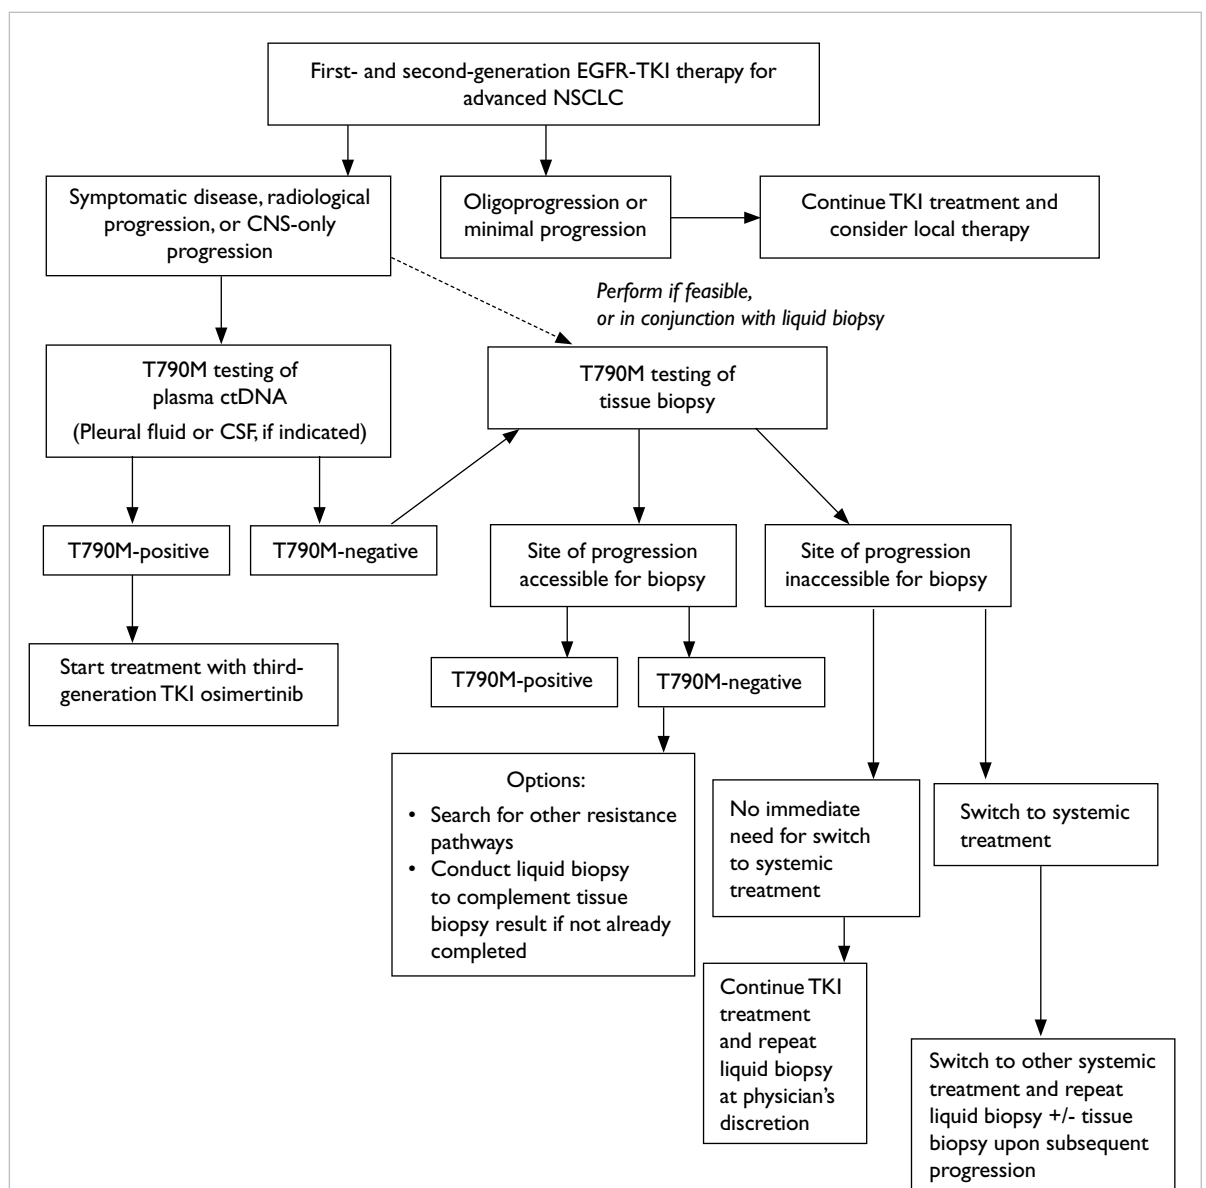 First- and second-generation EGFR-TKI therapy for
advanced NSCLC
Symptomatic disease, radiological
progression, or CNS-only
progression
Oligoprogression or
minimal progression
Continue TKI treatment and
consider local therapy
Perform if feasible,
or in conjunction with liquid biopsy
T790M testing of
plasma ctDNA
(Pleural fluid or CSF, if indicated)
T790M testing of
tissue biopsy
T790M-positive
T790M-negative
Site of progression
accessible for biopsy
Site of progression
inaccessible for biopsy
Start treatment with third-
generation TKI osimertinib
T790M-positive
T790M-negative
Options:
• Search for other resistance
pathways
• Conduct liquid biopsy
to complement tissue
biopsy result if not already
completed
No immediate
need for switch
to systemic
treatment
Switch to systemic
treatment
Continue TKI
treatment
and repeat
liquid biopsy
at physician’s
discretion
Switch to other systemic
treatment and repeat
liquid biopsy +/- tissue
biopsy upon subsequent
progression